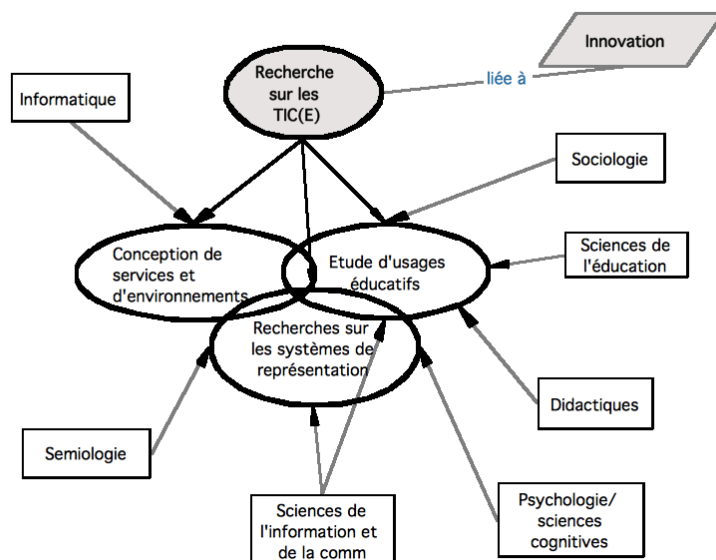 Innovation
Recherche
sur les
TIC(E)
liée à
Informatique
Sociologie
Conception de
services et
d'environnements
Etude d'usages
éducatifs
Sciences de
l'éducation
Recherches sur
les systèmes de
représentation
Didactiques
Semiologie
Sciences de
l'information et
de la comm
Psychologie/
sciences
cognitives